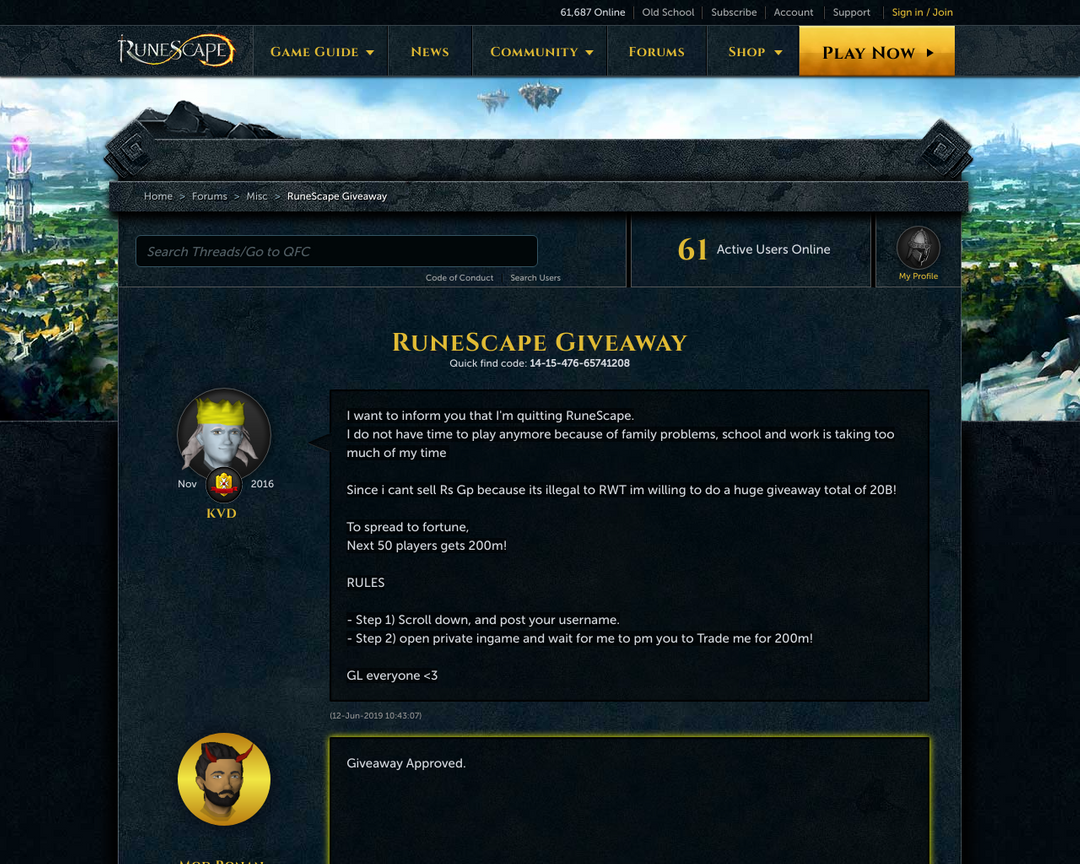 61,687 Online Old School Subscribe Account Support Sign in / Join
RuneScape Game Guide News Community Forums Shop Play Now
Home > Forums > Misc > RuneScape Giveaway
Search Threads/Go to QFC
61 Active Users Online
My Profile
Code of Conduct Search Users
RuneScape Giveaway
Quick find code: 14-15-476-65741208
I want to inform you that I'm quitting RuneScape.
I do not have time to play anymore because of family problems, school and work is taking too
much of my time
Since i cant sell Rs Gp because its illegal to RWT im willing to do a huge giveaway total of 20B!
To spread to fortune,
Next 50 players gets 200m!
RULES
- Step 1) Scroll down, and post your username.
- Step 2) open private ingame and wait for me to pm you to Trade me for 200m!
GL everyone <3
Nov 2016
KVD
(12-Jun-2019 10:43:07)
Giveaway Approved.